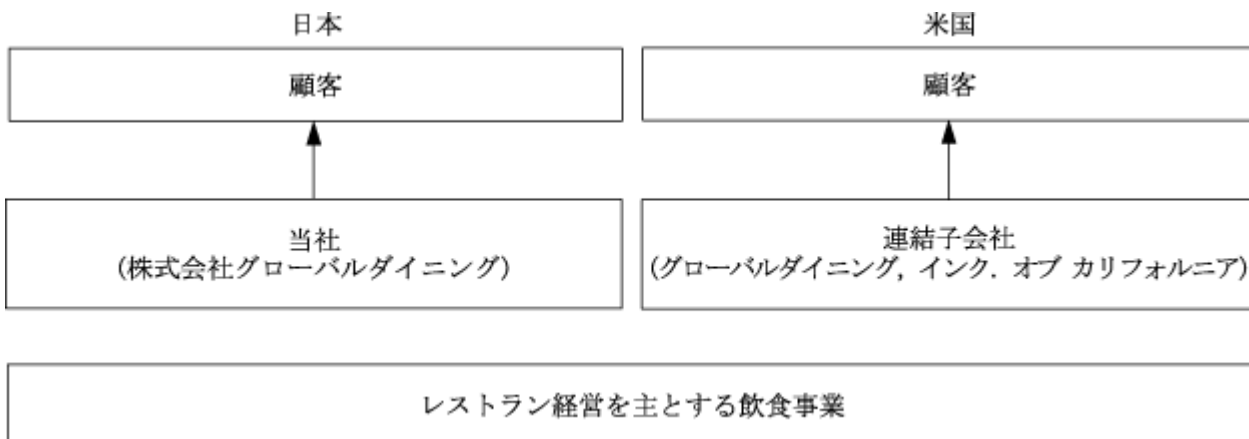 日本
米国
顧客
顧客
当社
(株式会社グローバルダイニング)
連結子会社
(グローバルダイニング, インク. オブ カリフォルニア)
レストラン経営を主とする飲食事業